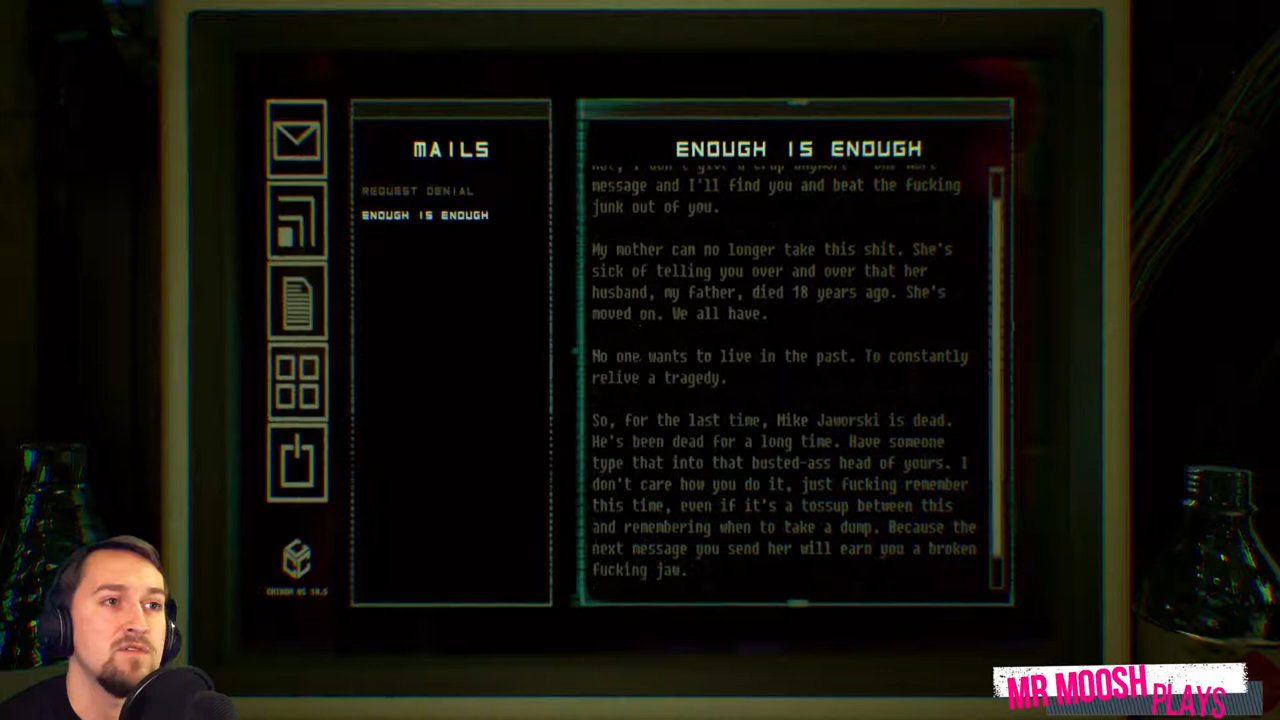 MAILS
REQUEST DENIAL
ENOUGH IS ENOUGH
ENOUGH IS ENOUGH
message and I'll find you and beat the fucking
junk out of you.
My mother can no longer take this shit. She's
sick of telling you over and over that her
husband, my father, died 18 years ago. She's
moved on. We all have.
No one wants to live in the past. To constantly
relive a tragedy.
So, for the last time, Mike Jaworski is dead.
He's been dead for a long time. Have someone
type that into that busted-ass head of yours. I
don't care how you do it, just fucking remember
this time, even if it's a tossup between this
and remembering when to take a dump. Because the
next message you send her will earn you a broken
fucking jaw.
MR MOOSH
PLAYS